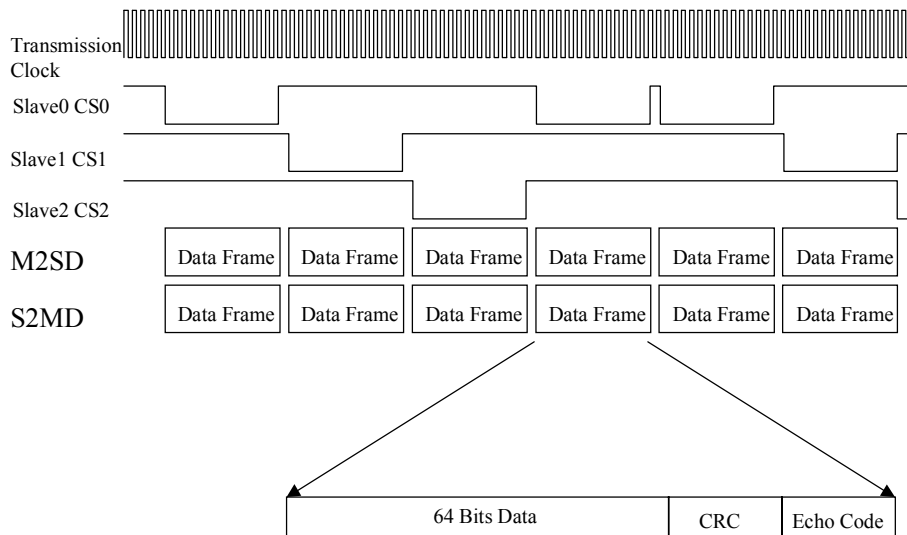 Transmission
Clock
Slave0 CS0
Slave1 CS1
Slave2 CS2
M2SD
Data Frame Data Frame Data Frame Data Frame Data Frame Data Frame
S2MD
Data Frame Data Frame Data Frame Data Frame Data Frame Data Frame
64 Bits Data CRC Echo Code